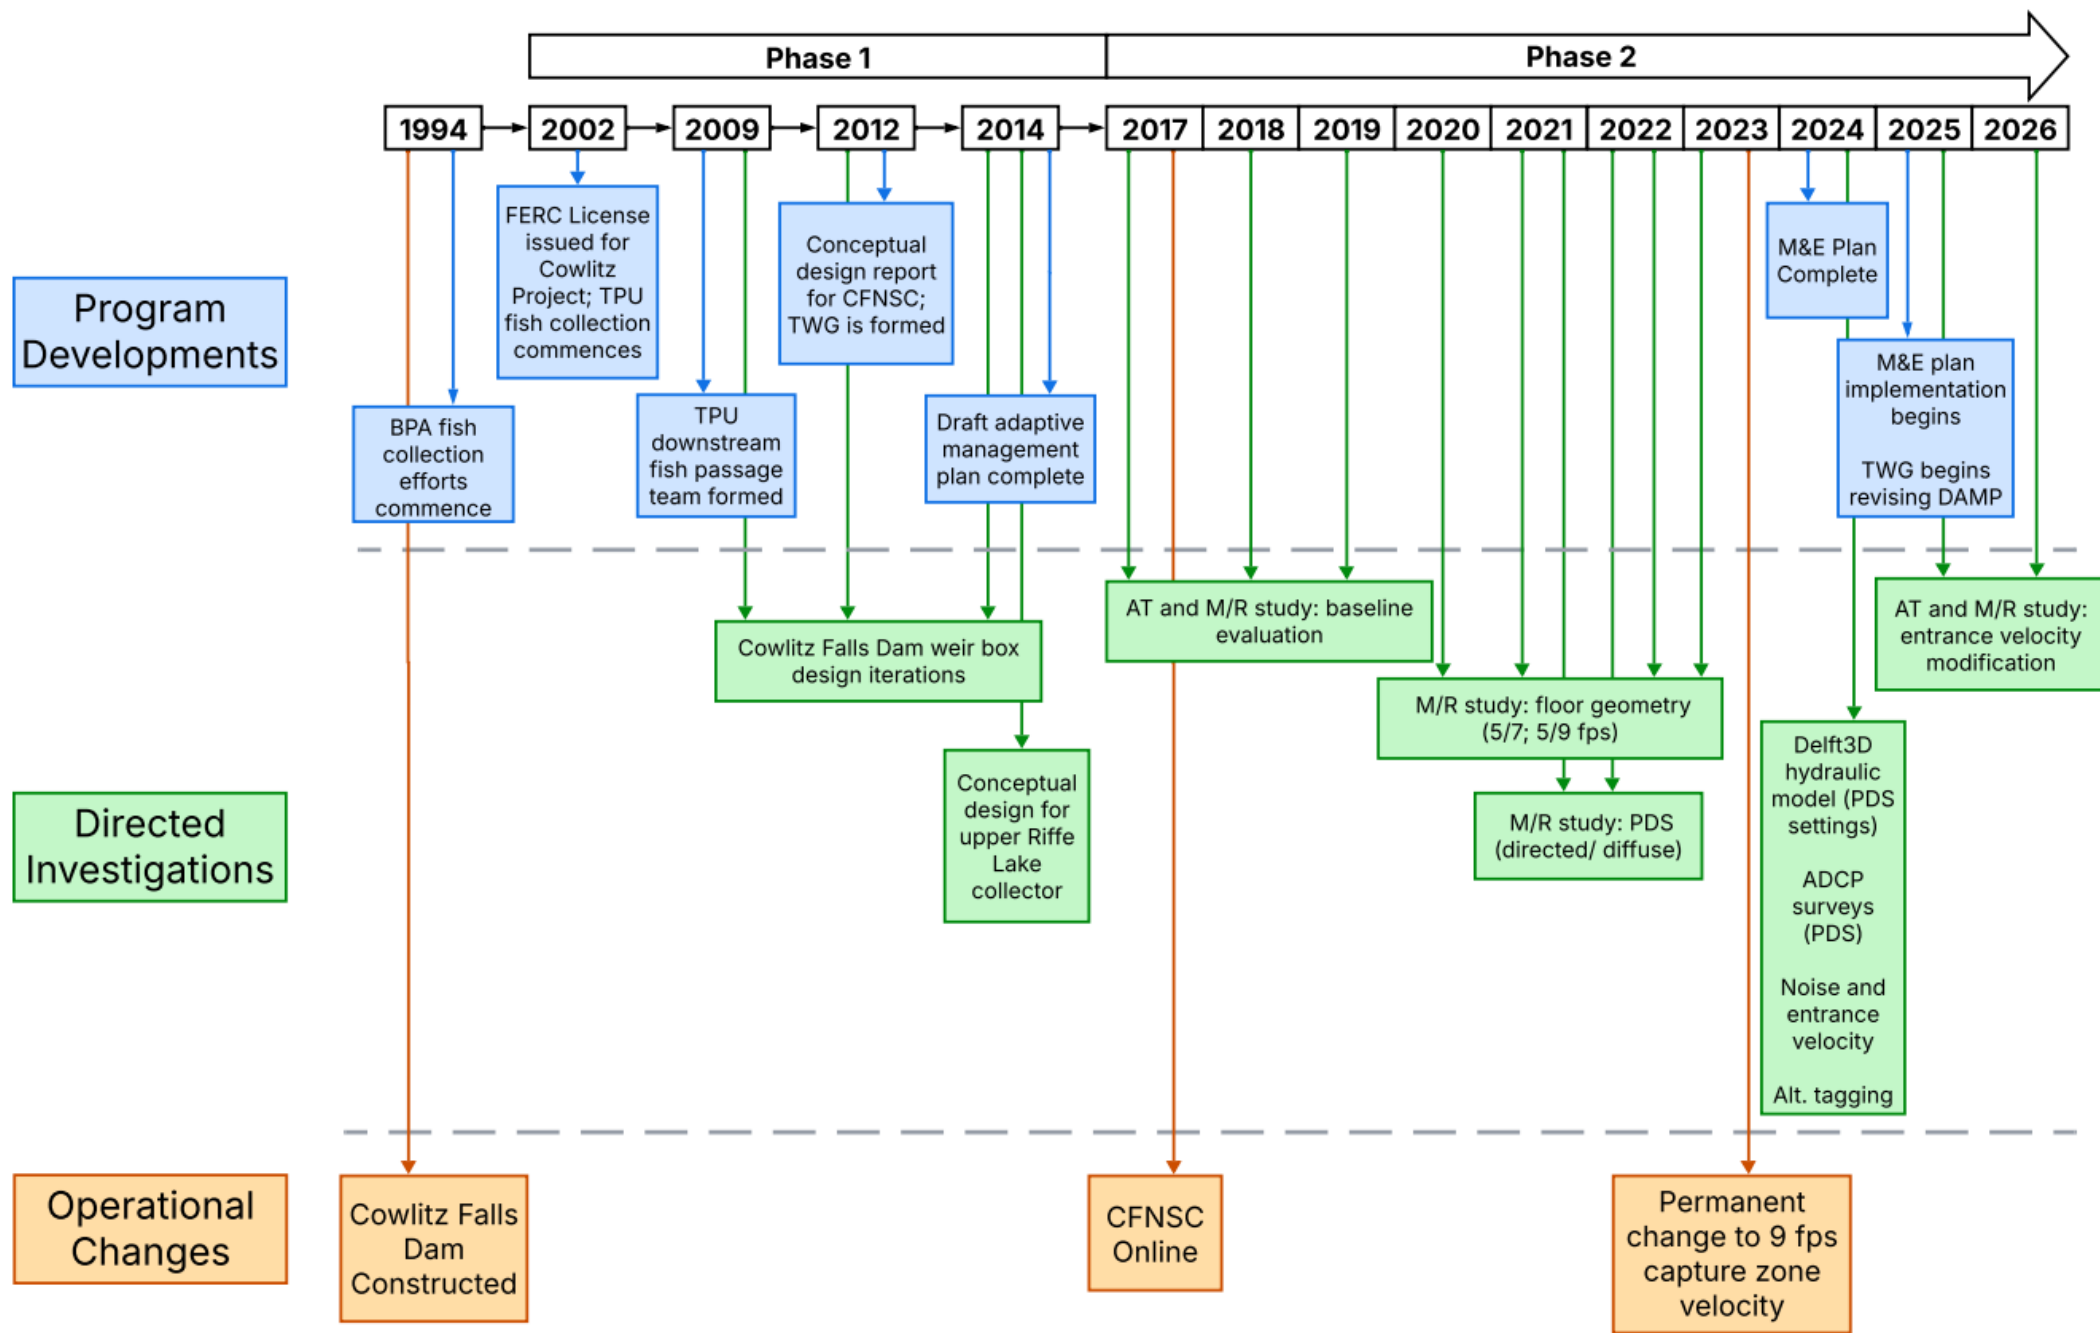 Phase 1
Phase 2
1994
2002
2009
2012
2014
2017
2018
2019
2020
2021
2022
2023
2024
2025
2026
Program
Developments
FERC License
issued for
Cowlitz
Project; TPU
fish collection
commences
Conceptual
design report
for CFNSC;
TWG is formed
M&E Plan
Complete
BPA fish
collection
efforts
commence
TPU
downstream
fish passage
team formed
Draft adaptive
management
plan complete
M&E plan
implementation
begins
TWG begins
revising DAMP
Directed
Investigations
Cowlitz Falls Dam weir box
design iterations
Conceptual
design for
upper Riffe
Lake
collector
AT and M/R study: baseline
evaluation
M/R study: floor geometry
(5/7; 5/9 fps)
M/R study: PDS
(directed/ diffuse)
Delft3D
hydraulic
model (PDS
settings)
ADCP
surveys
(PDS)
Noise and
entrance
velocity
Alt. tagging
AT and M/R study:
entrance velocity
modification
Operational
Changes
Cowlitz Falls
Dam
Constructed
CFNSC
Online
Permanent
change to 9 fps
capture zone
velocity